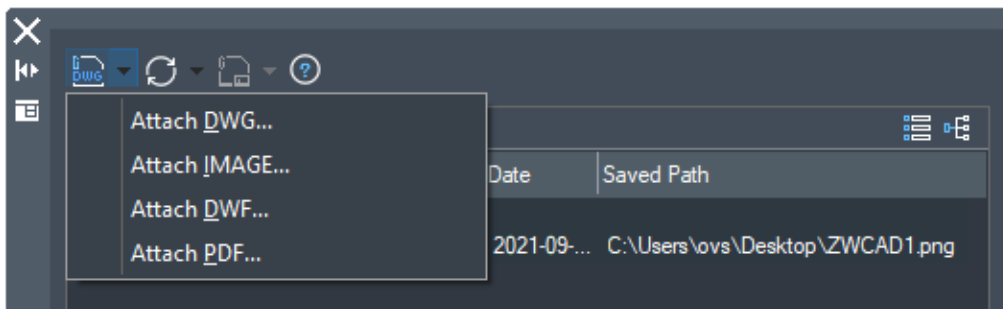 DWG
?
Attach DWG...
Attach IMAGE...
Attach DWF...
Attach PDF...
Date Saved Path
2021-09-... C:\Users\ovs\Desktop\ZWCAD1.png